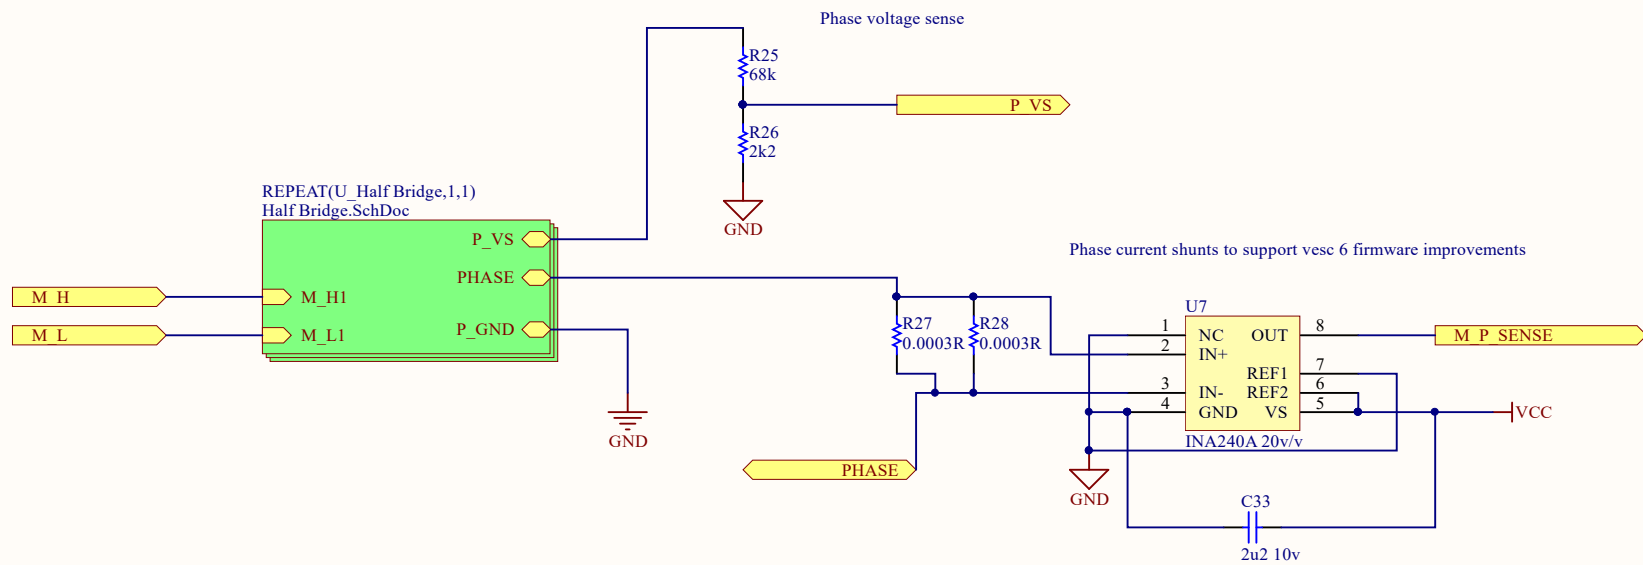 Phase voltage sense
R25
68k
P_VS
R26
2k2
GND
REPEAT(U_Half Bridge,1,1)
Half Bridge.SchDoc
P_VS
PHASE
P_GND
M_H
M_H1
M_L
M_L1
GND
Phase current shunts to support vesc 6 firmware improvements
R27
0.0003R
R28
0.0003R
PHASE
U7
1 NC OUT 8
2 IN+
REF1 7
3 IN- REF2 6
4 GND VS 5
INA240A 20v/v
M_P_SENSE
VCC
GND
C33
2u2 10v